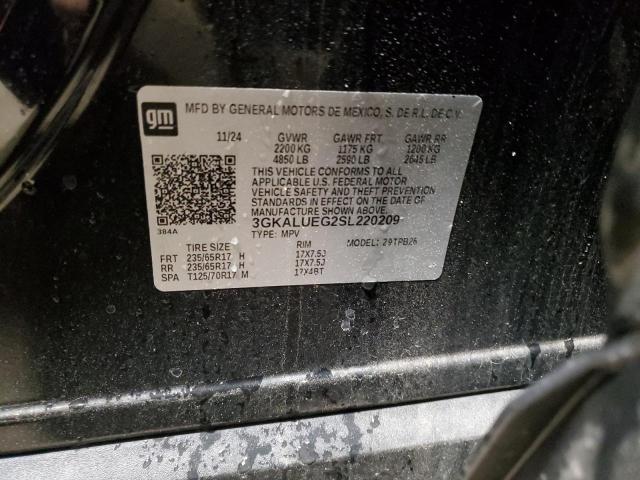 gm
MFD BY GENERAL MOTORS DE MEXICO, S. DE R.L. DE C.V.
11/24 GVWR GAWR FRT GAWR RR
2200 KG 1175 KG 1200 KG
4850 LB 2590 LB 2645 LB
THIS VEHICLE CONFORMS TO ALL
APPLICABLE U.S. FEDERAL MOTOR
VEHICLE SAFETY AND THEFT PREVENTION
STANDARDS IN EFFECT ON THE DATE
OF MANUFACTURE SHOWN ABOVE.
384A
3GKALUEG2SL220209
TYPE: MPV MODEL: 29TPB26
TIRE SIZE RIM
FRT 235/65R17 H 17X7.5J
RR 235/65R17 H 17X7.5J
SPA T125/70R17 M 17X4BT